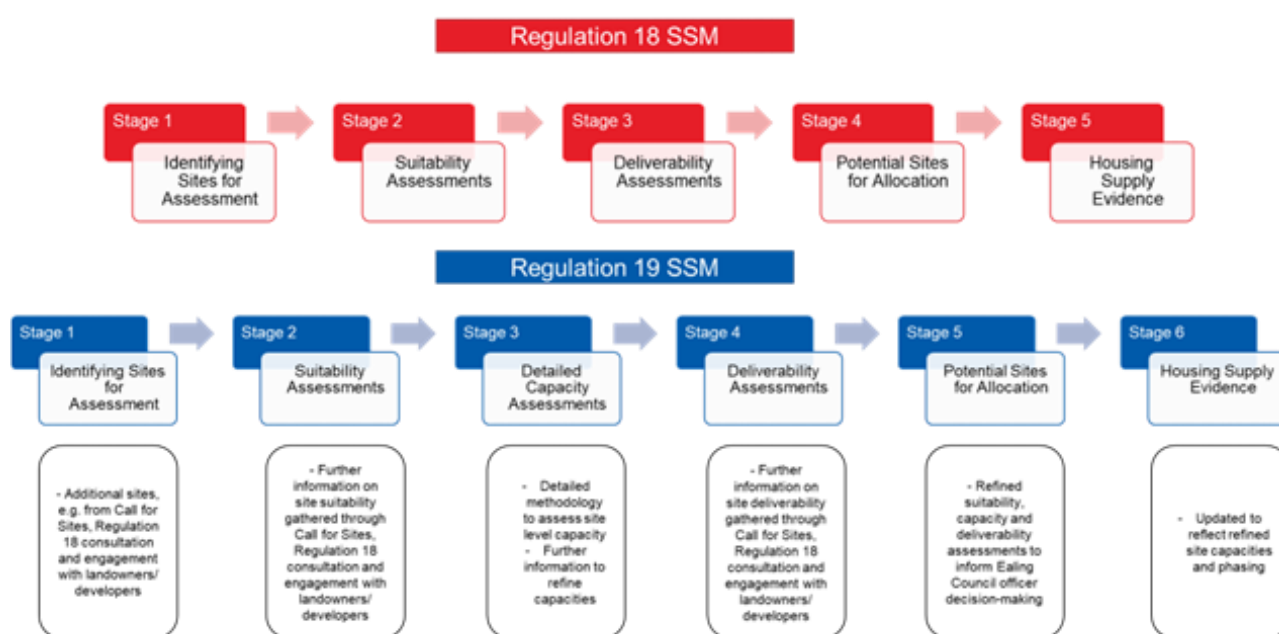 Regulation 18 SSM
Stage 1
Identifying
Sites for
Assessment
Stage 2
Suitability
Assessments
Stage 3
Deliverability
Assessments
Stage 4
Potential Sites
for Allocation
Stage 5
Housing
Supply
Evidence
Regulation 19 SSM
Stage 1
Identifying Sites
for
Assessment
Stage 2
Suitability
Assessments
Stage 3
Detailed
Capacity
Assessments
Stage 4
Deliverability
Assessments
Stage 5
Potential Sites
for Allocation
Stage 6
Housing Supply
Evidence
- Additional sites,
e.g. from Call for
Sites, Regulation
18 consultation
and engagement
with landowners/
developers
- Further
information on
site suitability
gathered through
Call for Sites,
Regulation 18
consultation and
engagement with
landowners/
developers
- Detailed
methodology
to assess site
level capacity
- Further
information to
refine
capacities
- Further
information on
site deliverability
gathered through
Call for Sites,
Regulation 18
consultation and
engagement with
landowners/
developers
- Refined
suitability,
capacity and
deliverability
assessments to
inform Ealing
Council officer
decision-making
- Updated to
reflect refined
site capacities
and phasing